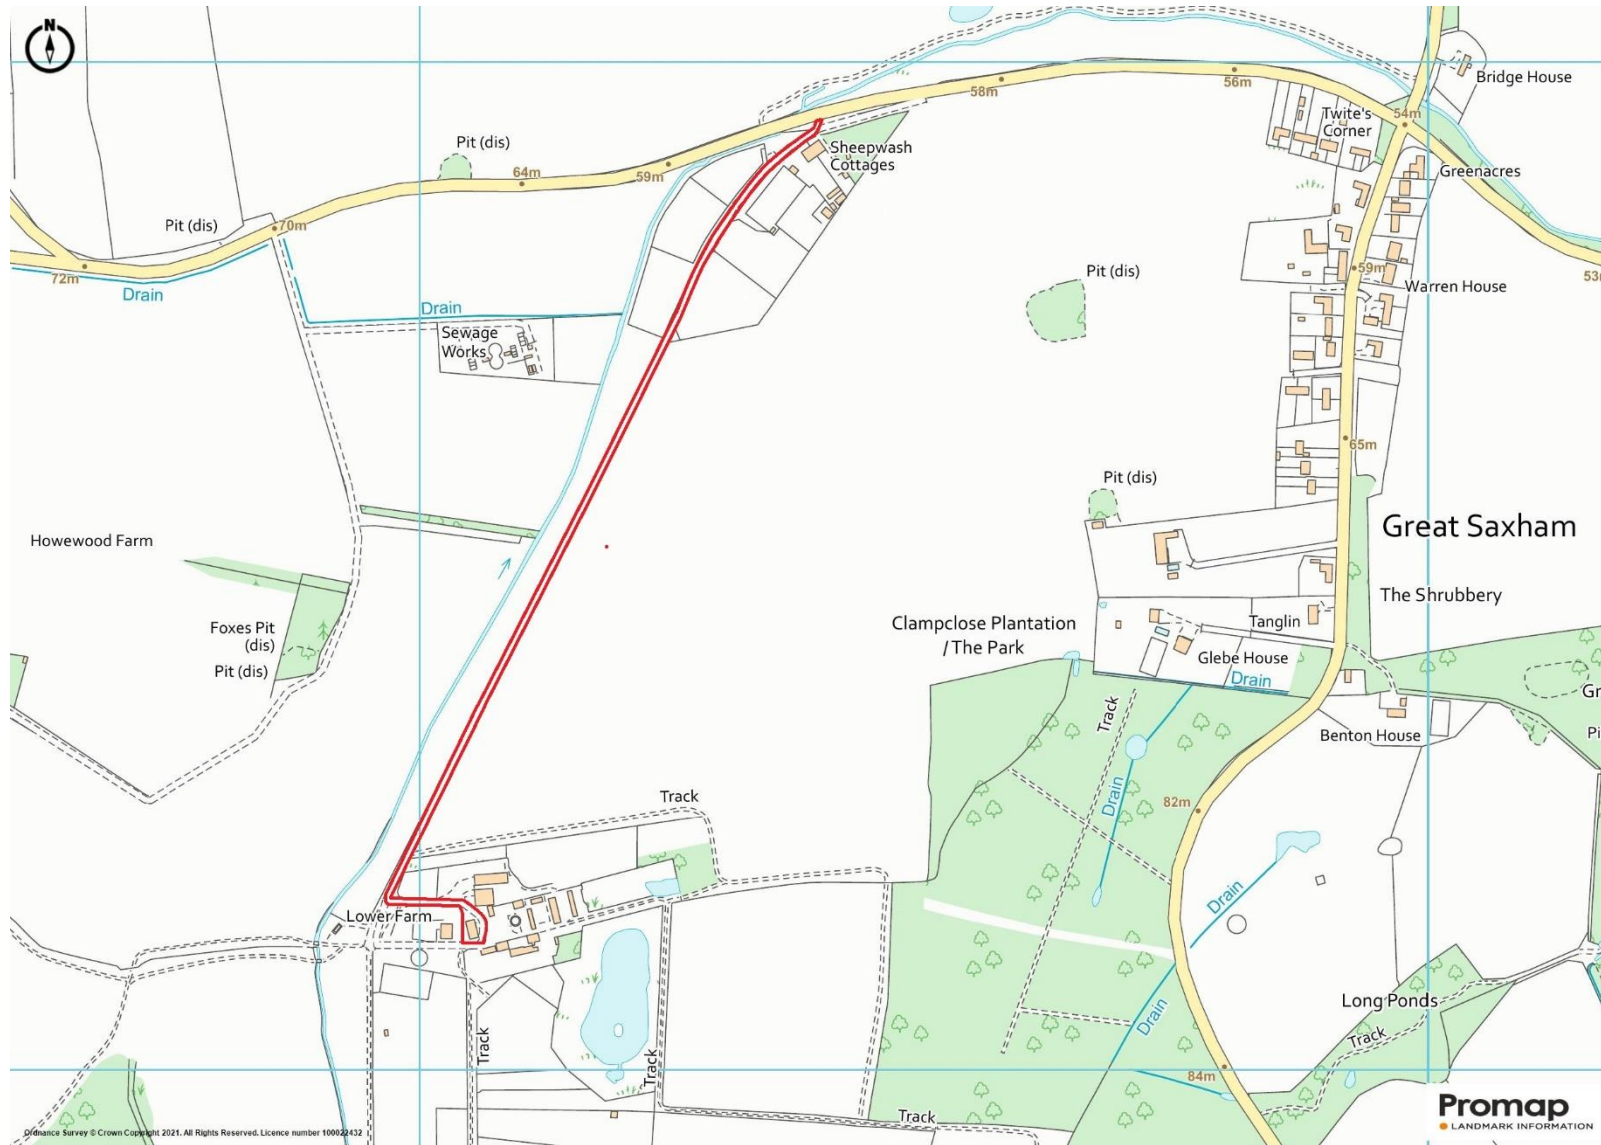 N
Bridge House
58m
56m
Twite's
Corner
54m
Pit (dis)
Sheepwash
Cottages
64m
59m
Greenacres
Pit (dis)
70m
72m
Drain
Pit (dis)
59m
Warren House
53m
Drain
Sewage
Works
65m
Pit (dis)
Great Saxham
Howewood Farm
The Shrubbery
Foxes Pit
(dis)
Pit (dis)
Clampclose Plantation
/The Park
Tanglin
Glebe House
Drain
Track
Benton House
Drain
82m
Track
Drain
Lower Farm
Long Ponds
Drain
Track
Track
Track
84m
Track
Promap
LANDMARK INFORMATION
Ordnance Survey © Crown Copyright 2021. All Rights Reserved. Licence number 100022432